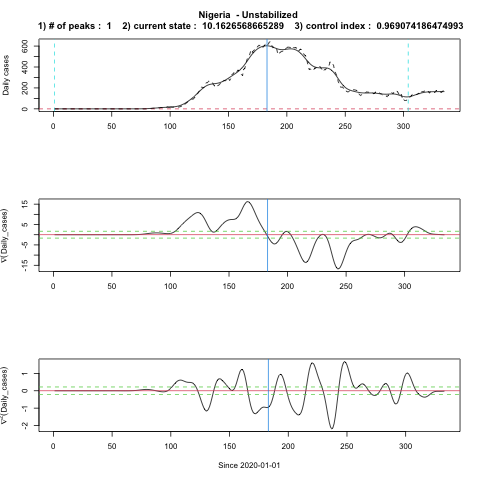 Nigeria - Unstabilized
1) # of peaks : 1 2) current state : 10.1626568665289 3) control index : 0.969074186474993
Daily cases
600
400
200
0
0 50 100 150 200 250 300
∇(Daily_cases)
15
5
-5
-15
0 50 100 150 200 250 300
∇²(Daily_cases)
1
0
-1
-2
0 50 100 150 200 250 300
Since 2020-01-01